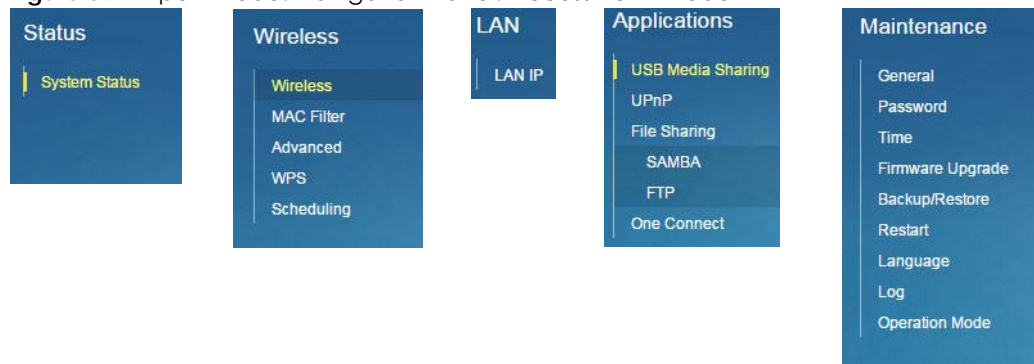 Status
System Status
Wireless
Wireless
MAC Filter
Advanced
WPS
Scheduling
LAN
LAN IP
Applications
USB Media Sharing
UPnP
File Sharing
SAMBA
FTP
One Connect
Maintenance
General
Password
Time
Firmware Upgrade
Backup/Restore
Restart
Language
Log
Operation Mode